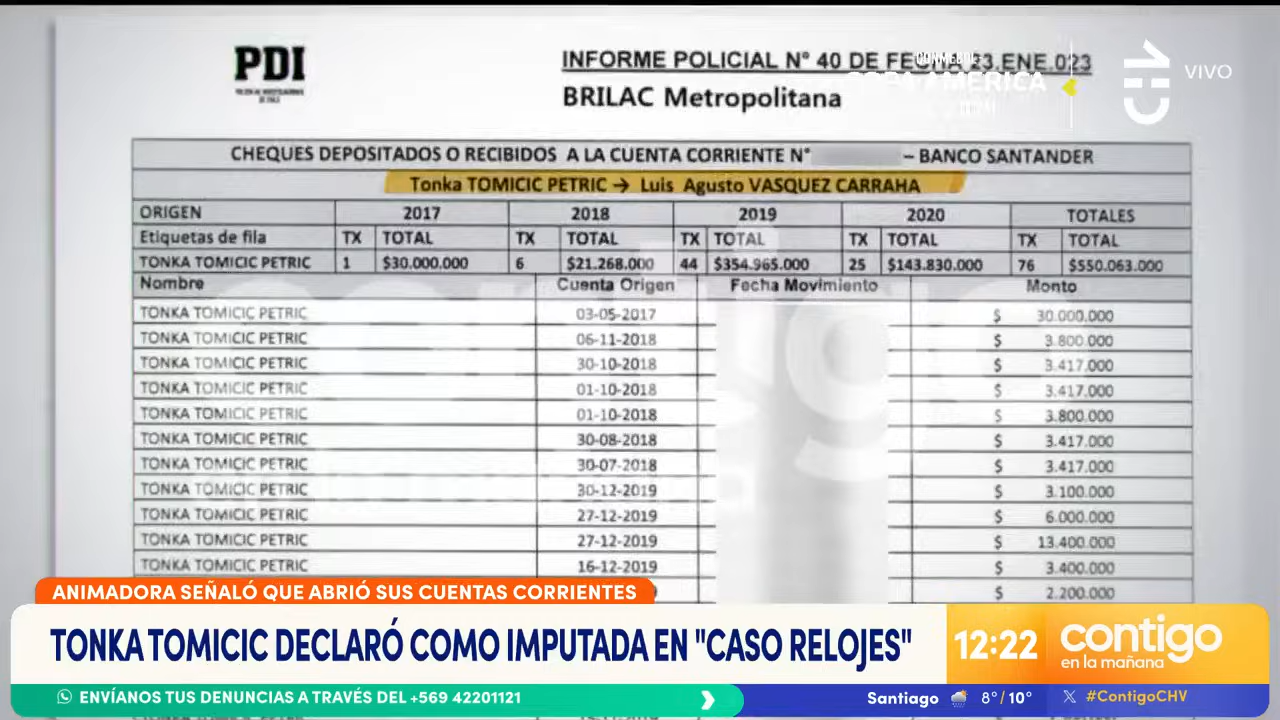 PDI
INFORME POLICIAL N° 40 DE FECHA 23.ENE.023
BRILAC Metropolitana
COPA AMERICA
CHV
VIVO
CHEQUES DEPOSITADOS O RECIBIDOS A LA CUENTA CORRIENTE N° – BANCO SANTANDER
Tonka TOMICIC PETRIC → Luis Agusto VASQUEZ CARRAHA
ORIGEN 2017 2018 2019 2020 TOTALES
Etiquetas de fila TX TOTAL TX TOTAL TX TOTAL TX TOTAL TX TOTAL
TONKA TOMICIC PETRIC 1 $30.000.000 6 $21.268.000 44 $354.965.000 25 $143.830.000 76 $550.063.000
Nombre Cuenta Origen Fecha Movimiento Monto
TONKA TOMICIC PETRIC 03-05-2017 $ 30.000.000
TONKA TOMICIC PETRIC 06-11-2018 $ 3.800.000
TONKA TOMICIC PETRIC 30-10-2018 $ 3.417.000
TONKA TOMICIC PETRIC 01-10-2018 $ 3.417.000
TONKA TOMICIC PETRIC 01-10-2018 $ 3.800.000
TONKA TOMICIC PETRIC 30-08-2018 $ 3.417.000
TONKA TOMICIC PETRIC 30-07-2018 $ 3.417.000
TONKA TOMICIC PETRIC 30-12-2019 $ 3.100.000
TONKA TOMICIC PETRIC 27-12-2019 $ 6.000.000
TONKA TOMICIC PETRIC 27-12-2019 $ 13.400.000
TONKA TOMICIC PETRIC 16-12-2019 $ 3.400.000
$ 2.200.000
ANIMADORA SEÑALÓ QUE ABRIÓ SUS CUENTAS CORRIENTES
TONKA TOMICIC DECLARÓ COMO IMPUTADA EN "CASO RELOJES"
12:22
contigo
en la mañana
ENVÍANOS TUS DENUNCIAS A TRAVÉS DEL +569 42201121
Santiago 8°/10°
#ContigoCHV